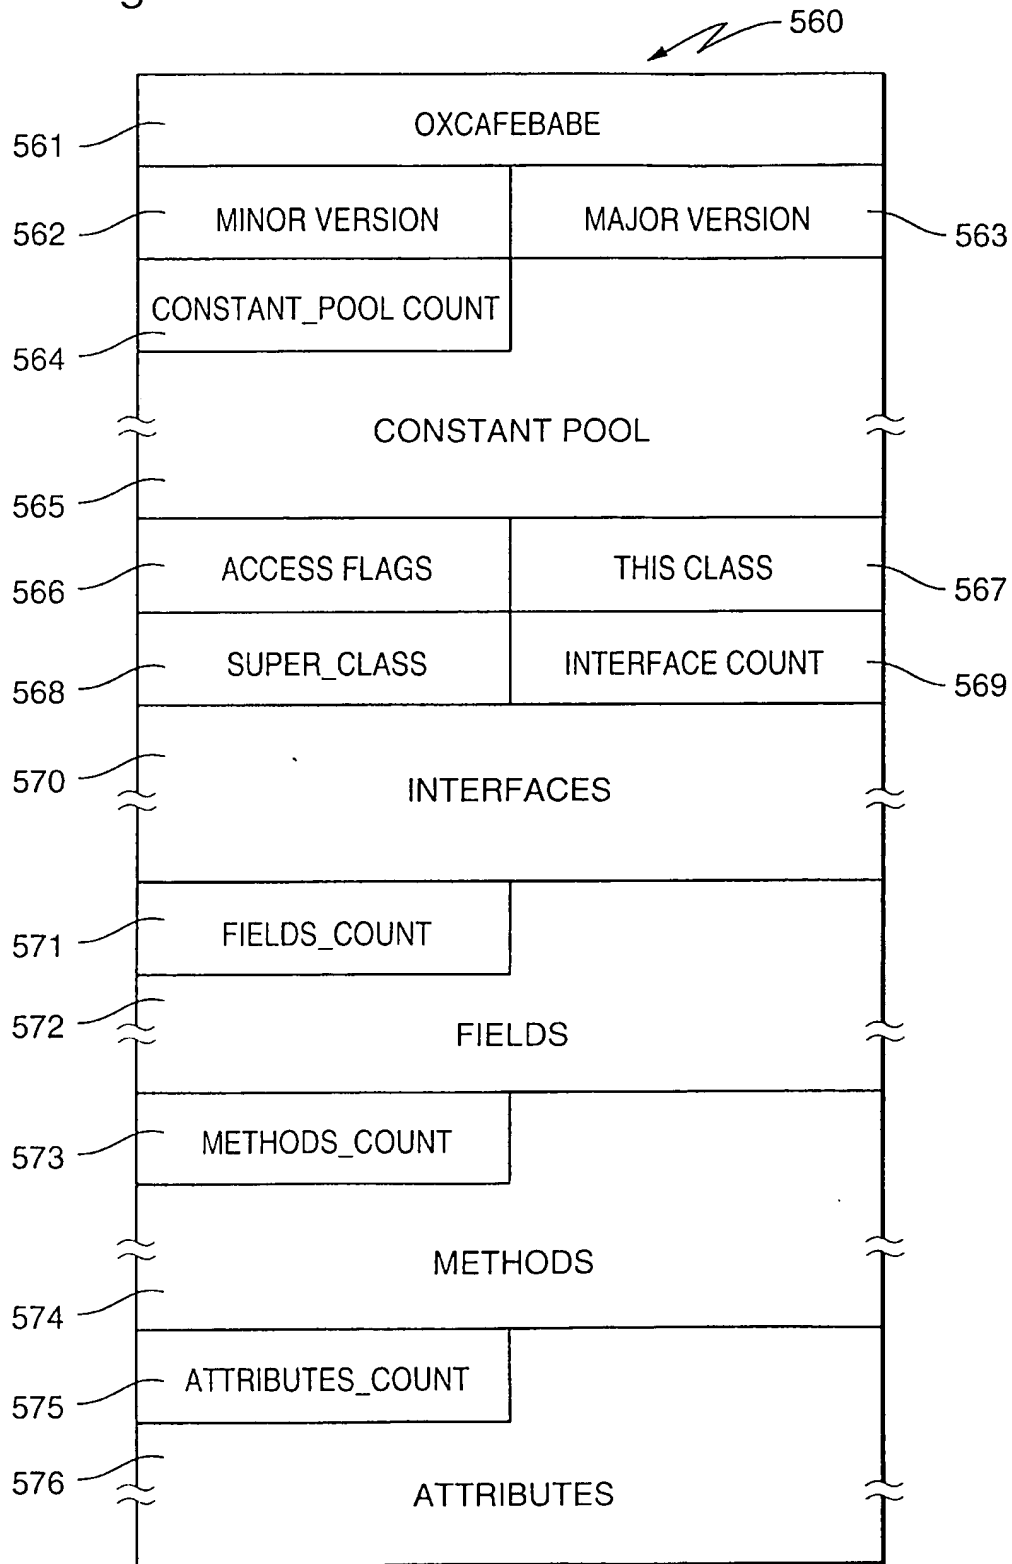 560
OXCAFEBABE
561
MINOR VERSION MAJOR VERSION
562 563
CONSTANT_POOL COUNT
564
CONSTANT POOL
565
ACCESS FLAGS THIS CLASS
566 567
SUPER_CLASS INTERFACE COUNT
568 569
570
INTERFACES
FIELDS_COUNT
571
572
FIELDS
METHODS_COUNT
573
METHODS
574
ATTRIBUTES_COUNT
575
576
ATTRIBUTES